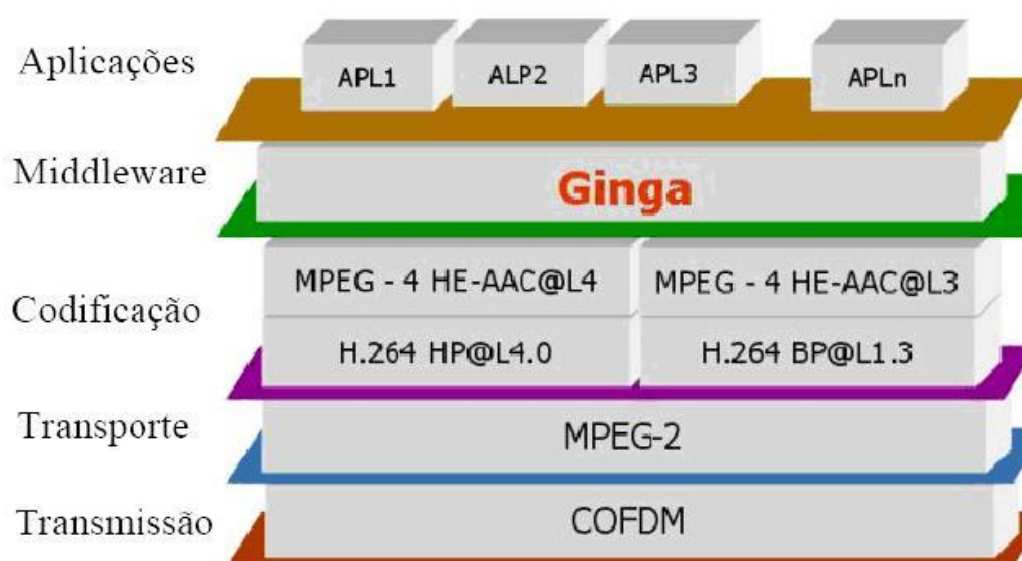 Aplicações
APL1
ALP2
APL3
APLn
Middleware
Ginga
Codificação
MPEG - 4 HE-AAC@L4
MPEG - 4 HE-AAC@L3
H.264 HP@L4.0
H.264 BP@L1.3
Transporte
MPEG-2
Transmissão
COFDM